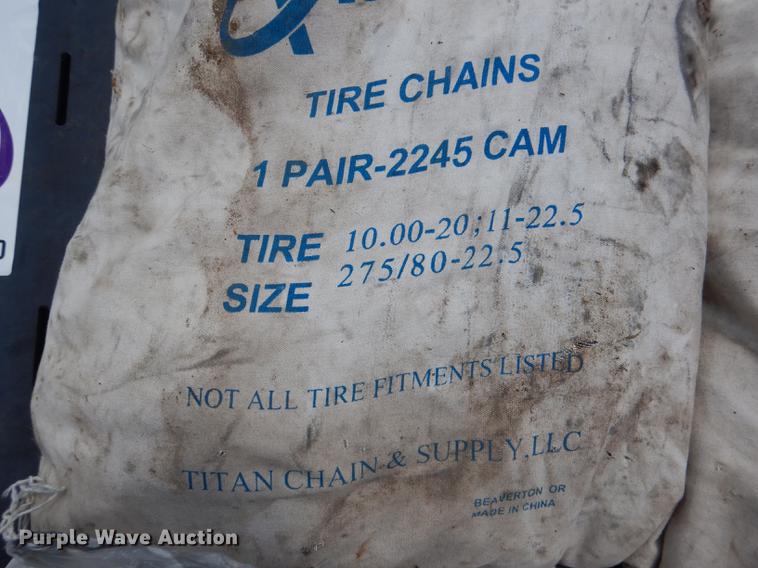 TIRE CHAINS
1 PAIR-2245 CAM
TIRE SIZE
10.00-20;11-22.5
275/80-22.5
NOT ALL TIRE FITMENTS LISTED
TITAN CHAIN & SUPPLY, LLC
BEAVERTON OR
MADE IN CHINA
Purple Wave Auction